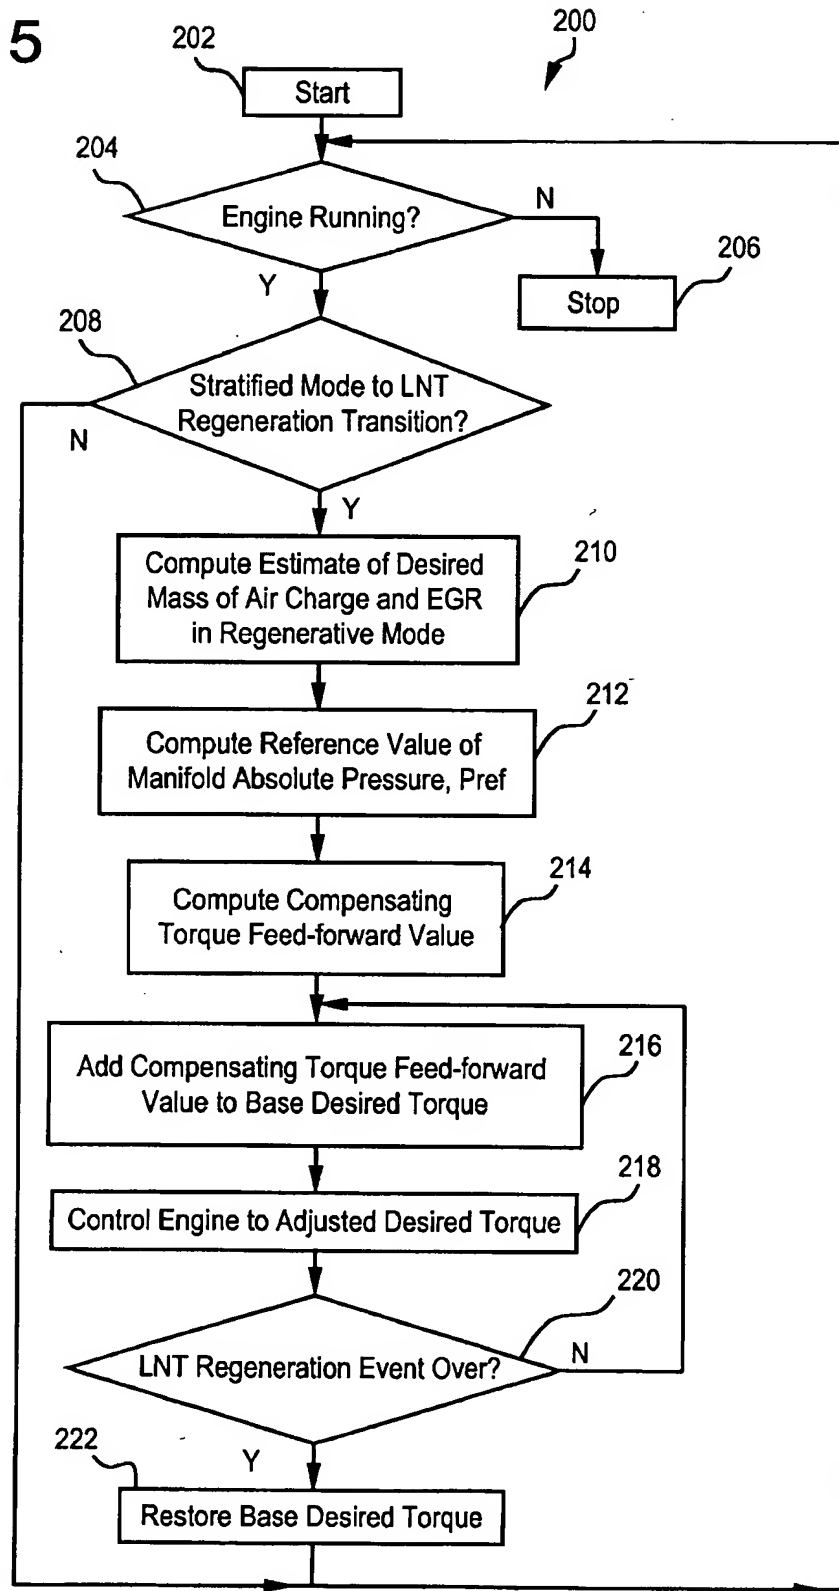 5
200
202
Start
204
Engine Running?
N
206
Y
Stop
208
Stratified Mode to LNT
Regeneration Transition?
N
Y
210
Compute Estimate of Desired
Mass of Air Charge and EGR
in Regenerative Mode
212
Compute Reference Value of
Manifold Absolute Pressure, Pref
214
Compute Compensating
Torque Feed-forward Value
216
Add Compensating Torque Feed-forward
Value to Base Desired Torque
218
Control Engine to Adjusted Desired Torque
220
LNT Regeneration Event Over?
N
222
Y
Restore Base Desired Torque